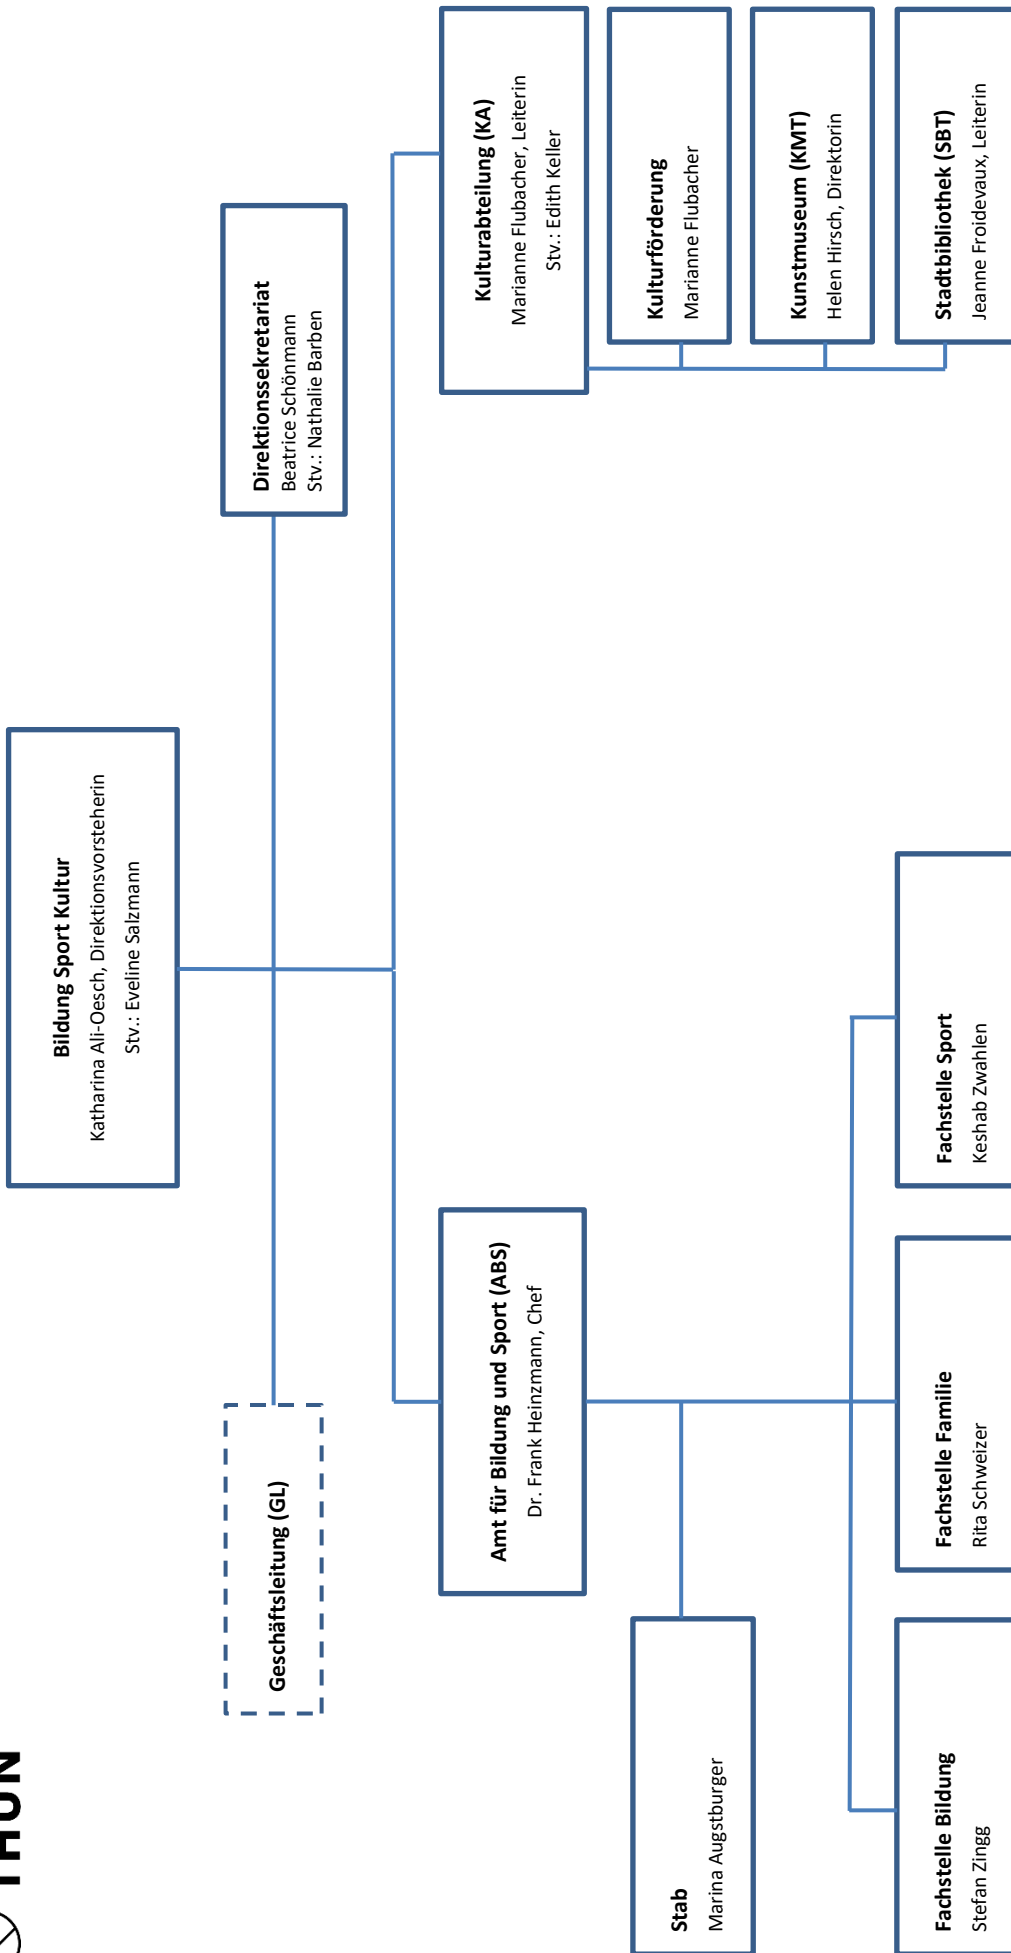 THUN
Bildung Sport Kultur
Katharina Ali-Oesch, Direktionsvorsteherin
Stv.: Eveline Salzmann
Geschäftsleitung (GL)
Direktionssekretariat
Beatrice Schönmann
Stv.: Nathalie Barben
Amt für Bildung und Sport (ABS)
Dr. Frank Heinzmann, Chef
Kulturabteilung (KA)
Marianne Flubacher, Leiterin
Stv.: Edith Keller
Stab
Marina Augstburger
Kulturförderung
Marianne Flubacher
Kunstmuseum (KMT)
Helen Hirsch, Direktorin
Fachstelle Bildung
Stefan Zingg
Fachstelle Familie
Rita Schweizer
Fachstelle Sport
Keshab Zwahlen
Stadtbibliothek (SBT)
Jeanne Froidevaux, Leiterin